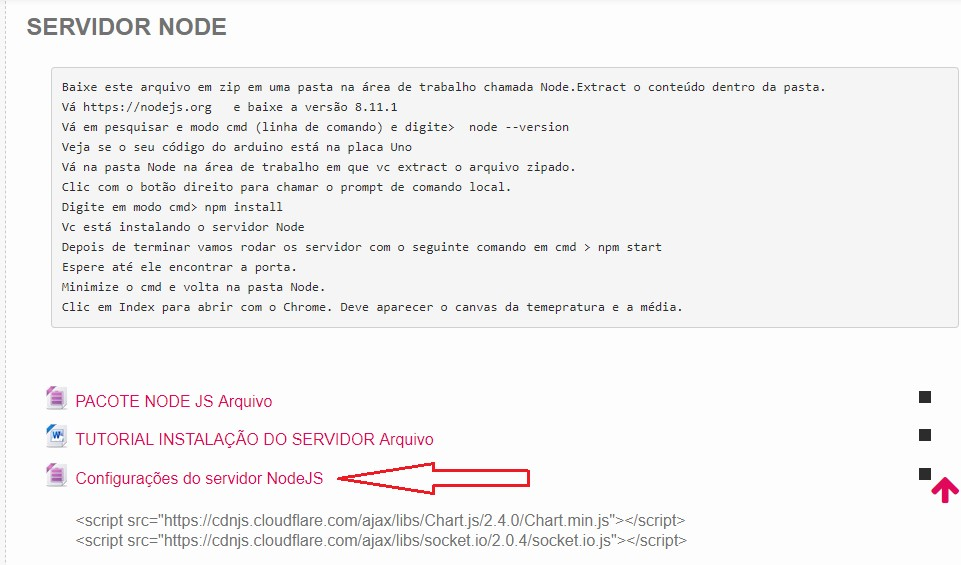 SERVIDOR NODE
Baixe este arquivo em zip em uma pasta na área de trabalho chamada Node.Extract o conteúdo dentro da pasta.
Vá https://nodejs.org   e baixe a versão 8.11.1
Vá em pesquisar e modo cmd (linha de comando) e digite>  node --version
Veja se o seu código do arduino está na placa Uno
Vá na pasta Node na área de trabalho em que vc extract o arquivo zipado.
Clic com o botão direito para chamar o prompt de comando local.
Digite em modo cmd> npm install
Vc está instalando o servidor Node
Depois de terminar vamos rodar os servidor com o seguinte comando em cmd > npm start
Espere até ele encontrar a porta.
Minimize o cmd e volta na pasta Node.
Clic em Index para abrir com o Chrome. Deve aparecer o canvas da temepratura e a média.
PACOTE NODE JS Arquivo
W
TUTORIAL INSTALAÇÃO DO SERVIDOR Arquivo
Configurações do servidor NodeJS
<script src="https://cdnjs.cloudflare.com/ajax/libs/Chart.js/2.4.0/Chart.min.js"></script>
<script src="https://cdnjs.cloudflare.com/ajax/libs/socket.io/2.0.4/socket.io.js"></script>